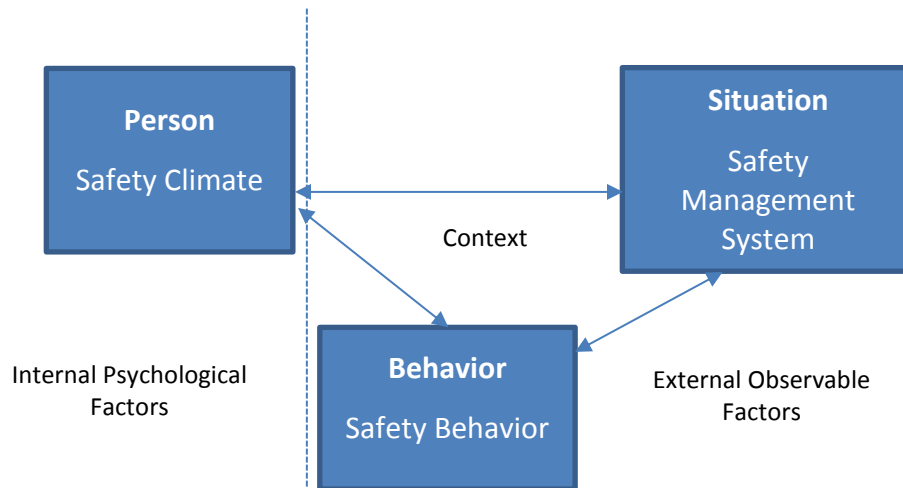 Person
Safety Climate
Situation
Safety
Management
System
Context
Behavior
Safety Behavior
Internal Psychological
Factors
External Observable
Factors